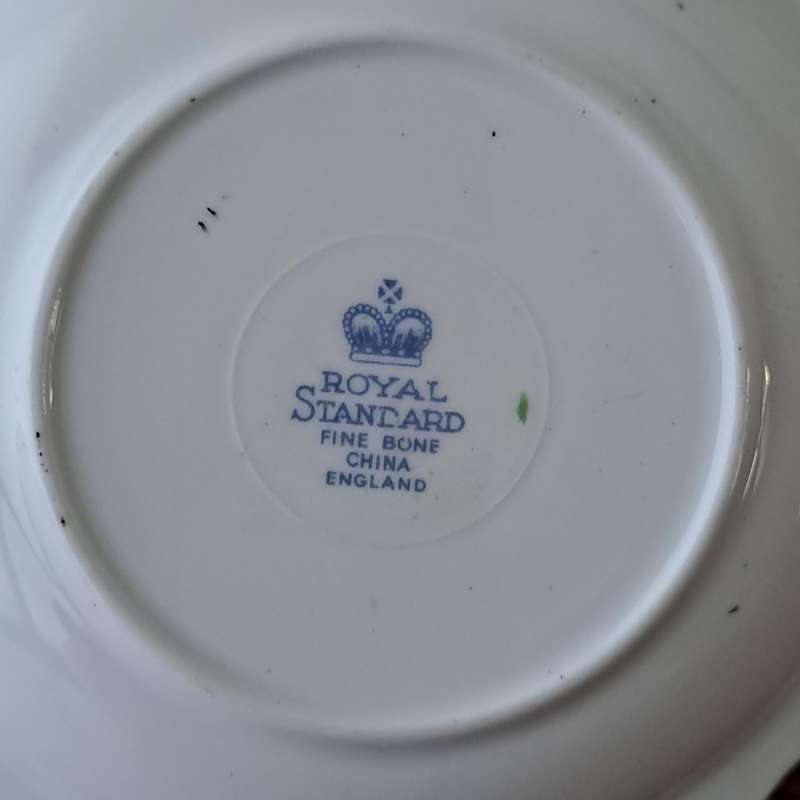 ROYAL
STANDARD
FINE BONE
CHINA
ENGLAND